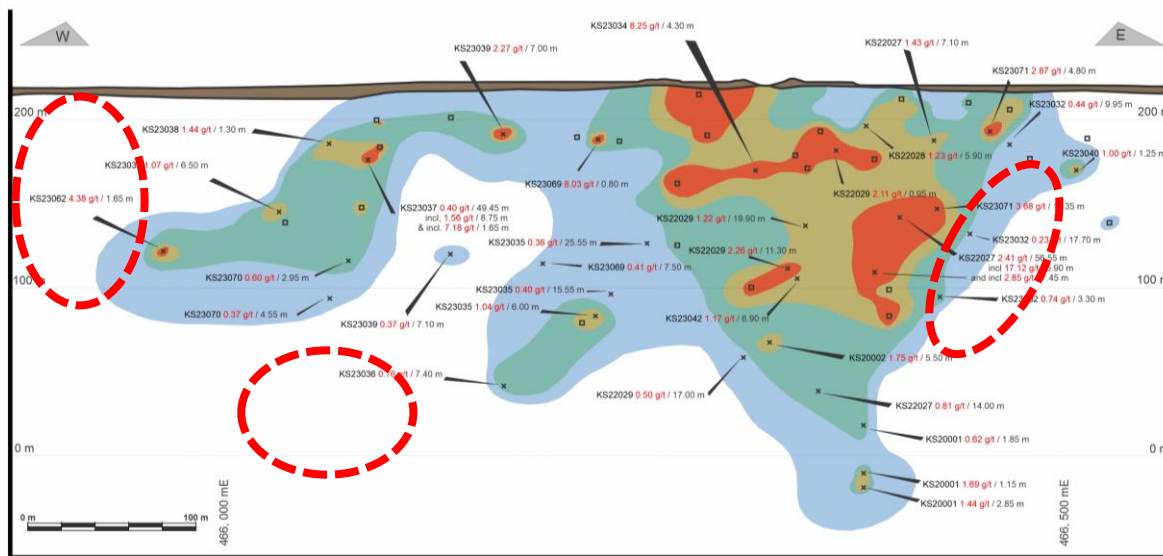 W
E
KS23034 8.25 g/t / 4.30 m
KS22027 1.43 g/t / 7.10 m
KS23039 2.27 g/t / 7.00 m
KS23071 2.87 g/t / 4.80 m
KS23032 0.44 g/t / 9.95 m
200 m
200 m
KS23038 1.44 g/t / 1.30 m
KS23040 1.00 g/t / 1.25 m
KS22028 1.23 g/t / 5.90 m
1.07 g/t / 6.50 m
KS23069 8.03 g/t / 0.80 m
KS22029 2.11 g/t / 0.95 m
KS23062 4.38 g/t / 1.65 m
KS23037 0.40 g/t / 49.45 m
incl. 1.56 g/t / 8.75 m
& incl. 7.18 g/t / 1.65 m
KS23071 3.68 g/t
KS22029 1.22 g/t / 19.90 m
KS23032 / 17.70 m
KS23035 0.36 g/t / 25.55 m
KS22029 2.26 g/t / 11.30 m
KS22027 2.41 g/t / 56.55 m
incl 17.12 g/t
and incl 2.85 g/t
KS23069 0.41 g/t / 7.50 m
KS23070 0.60 g/t / 2.95 m
100 m
100 m
KS23035 0.40 g/t / 15.55 m
0.74 g/t / 3.30 m
KS23070 0.37 g/t / 4.55 m
KS23035 1.04 g/t / 6.00 m
KS23039 0.37 g/t / 7.10 m
KS23042 1.17 g/t / 6.90 m
KS20002 1.75 g/t / 5.50 m
KS23036 / 7.40 m
KS22029 0.50 g/t / 17.00 m
KS22027 0.81 g/t / 14.00 m
KS20001 0.62 g/t / 1.85 m
0 m
0 m
KS20001 1.69 g/t / 1.15 m
KS20001 1.44 g/t / 2.85 m
0 m
100 m
466, 000 mE
466, 500 mE